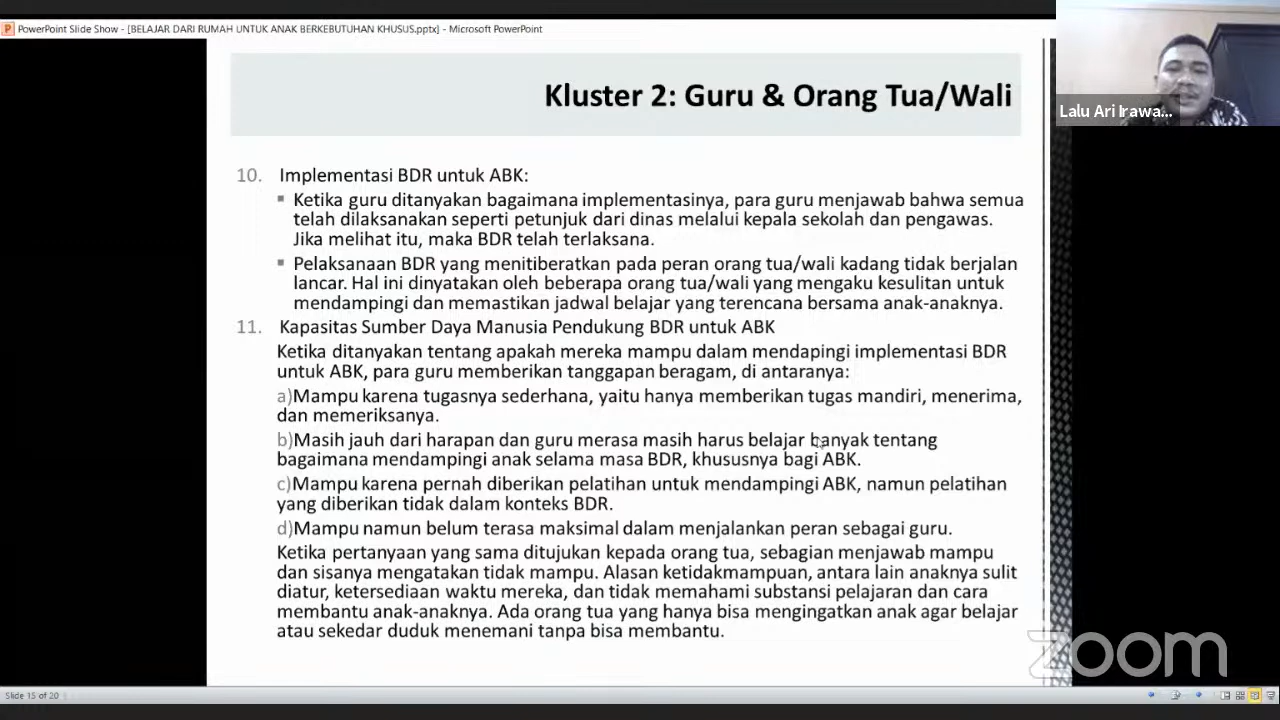 PowerPoint Slide Show - [BELAJAR DARI RUMAH UNTUK ANAK BERKEBUTUHAN KHUSUS.pptx] - Microsoft PowerPoint
Kluster 2: Guru & Orang Tua/Wali
Lalu Ari Irawa...
10. Implementasi BDR untuk ABK:
▪ Ketika guru ditanyakan bagaimana implementasinya, para guru menjawab bahwa semua
telah dilaksanakan seperti petunjuk dari dinas melalui kepala sekolah dan pengawas.
Jika melihat itu, maka BDR telah terlaksana.
▪ Pelaksanaan BDR yang menitiberatkan pada peran orang tua/wali kadang tidak berjalan
lancar. Hal ini dinyatakan oleh beberapa orang tua/wali yang mengaku kesulitan untuk
mendampingi dan memastikan jadwal belajar yang terencana bersama anak-anaknya.
11. Kapasitas Sumber Daya Manusia Pendukung BDR untuk ABK
Ketika ditanyakan tentang apakah mereka mampu dalam mendapingi implementasi BDR
untuk ABK, para guru memberikan tanggapan beragam, di antaranya:
a)Mampu karena tugasnya sederhana, yaitu hanya memberikan tugas mandiri, menerima,
dan memeriksanya.
b)Masih jauh dari harapan dan guru merasa masih harus belajar banyak tentang
bagaimana mendampingi anak selama masa BDR, khususnya bagi ABK.
c)Mampu karena pernah diberikan pelatihan untuk mendampingi ABK, namun pelatihan
yang diberikan tidak dalam konteks BDR.
d)Mampu namun belum terasa maksimal dalam menjalankan peran sebagai guru.
Ketika pertanyaan yang sama ditujukan kepada orang tua, sebagian menjawab mampu
dan sisanya mengatakan tidak mampu. Alasan ketidakmampuan, antara lain anaknya sulit
diatur, ketersediaan waktu mereka, dan tidak memahami substansi pelajaran dan cara
membantu anak-anaknya. Ada orang tua yang hanya bisa mengingatkan anak agar belajar
atau sekedar duduk menemani tanpa bisa membantu.
zoom
Slide 15 of 20